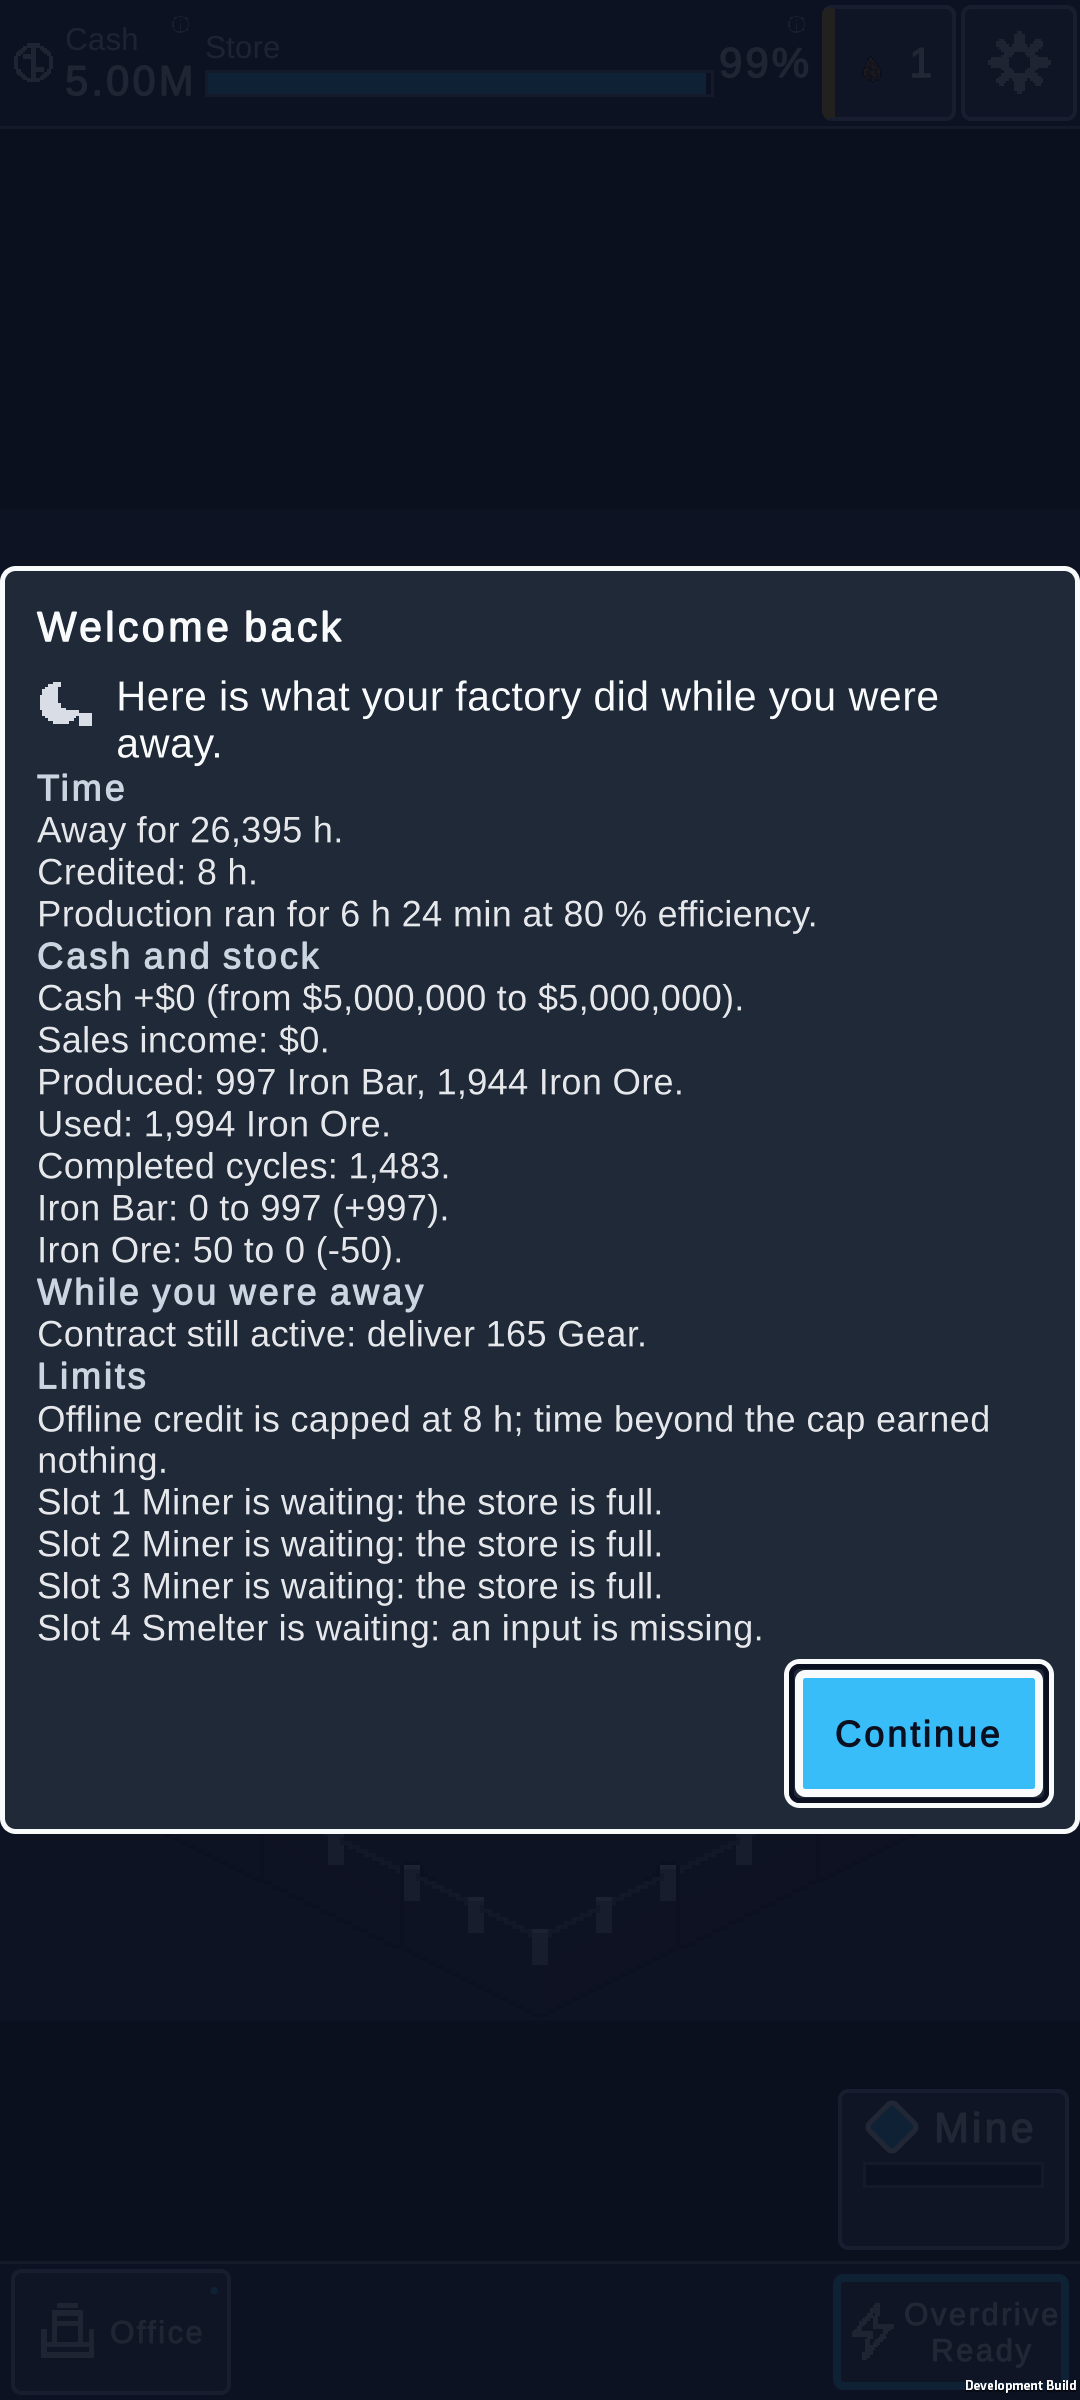 Cash
Store
5.00M
99%
1
Welcome back
Here is what your factory did while you were
away.
Time
Away for 26,395 h.
Credited: 8 h.
Production ran for 6 h 24 min at 80 % efficiency.
Cash and stock
Cash +$0 (from $5,000,000 to $5,000,000).
Sales income: $0.
Produced: 997 Iron Bar, 1,944 Iron Ore.
Used: 1,994 Iron Ore.
Completed cycles: 1,483.
Iron Bar: 0 to 997 (+997).
Iron Ore: 50 to 0 (-50).
While you were away
Contract still active: deliver 165 Gear.
Limits
Offline credit is capped at 8 h; time beyond the cap earned
nothing.
Slot 1 Miner is waiting: the store is full.
Slot 2 Miner is waiting: the store is full.
Slot 3 Miner is waiting: the store is full.
Slot 4 Smelter is waiting: an input is missing.
Continue
Mine
Office
Overdrive
Ready
Development Build